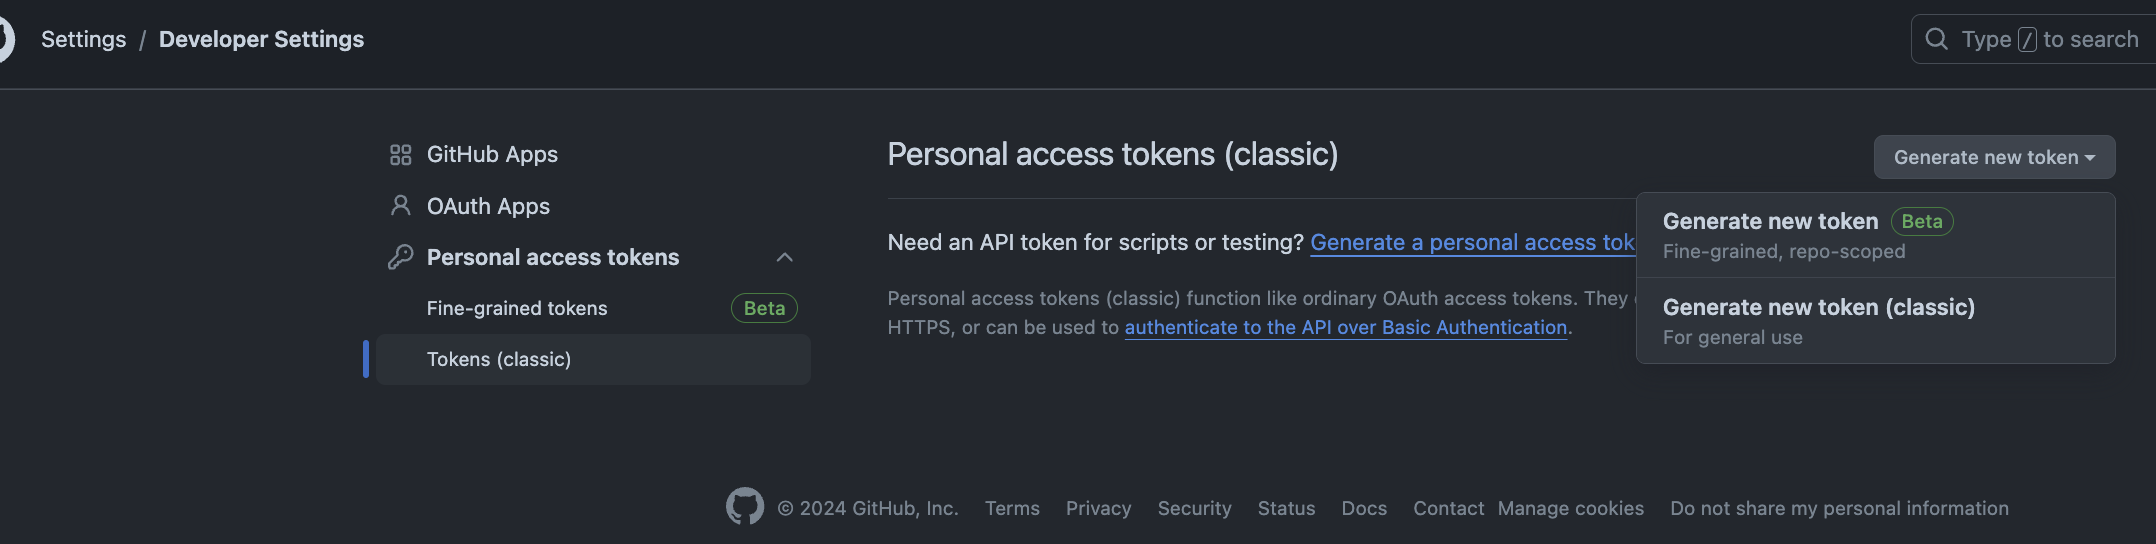 Settings / Developer Settings
Type / to search
GitHub Apps
OAuth Apps
Personal access tokens
Fine-grained tokens Beta
Tokens (classic)
Personal access tokens (classic)
Generate new token
Need an API token for scripts or testing? Generate a personal access tok
Personal access tokens (classic) function like ordinary OAuth access tokens. They
HTTPS, or can be used to authenticate to the API over Basic Authentication.
Generate new token Beta
Fine-grained, repo-scoped
Generate new token (classic)
For general use
© 2024 GitHub, Inc. Terms Privacy Security Status Docs Contact Manage cookies Do not share my personal information